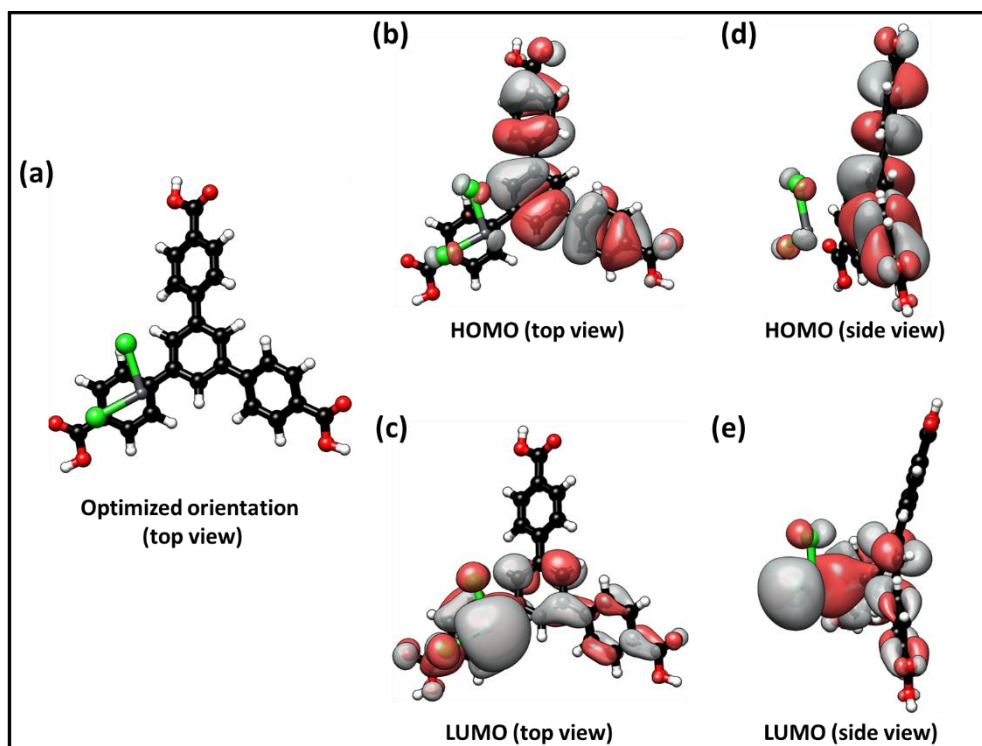 (a)
Optimized orientation
(top view)
(b)
HOMO (top view)
(c)
LUMO (top view)
(d)
HOMO (side view)
(e)
LUMO (side view)